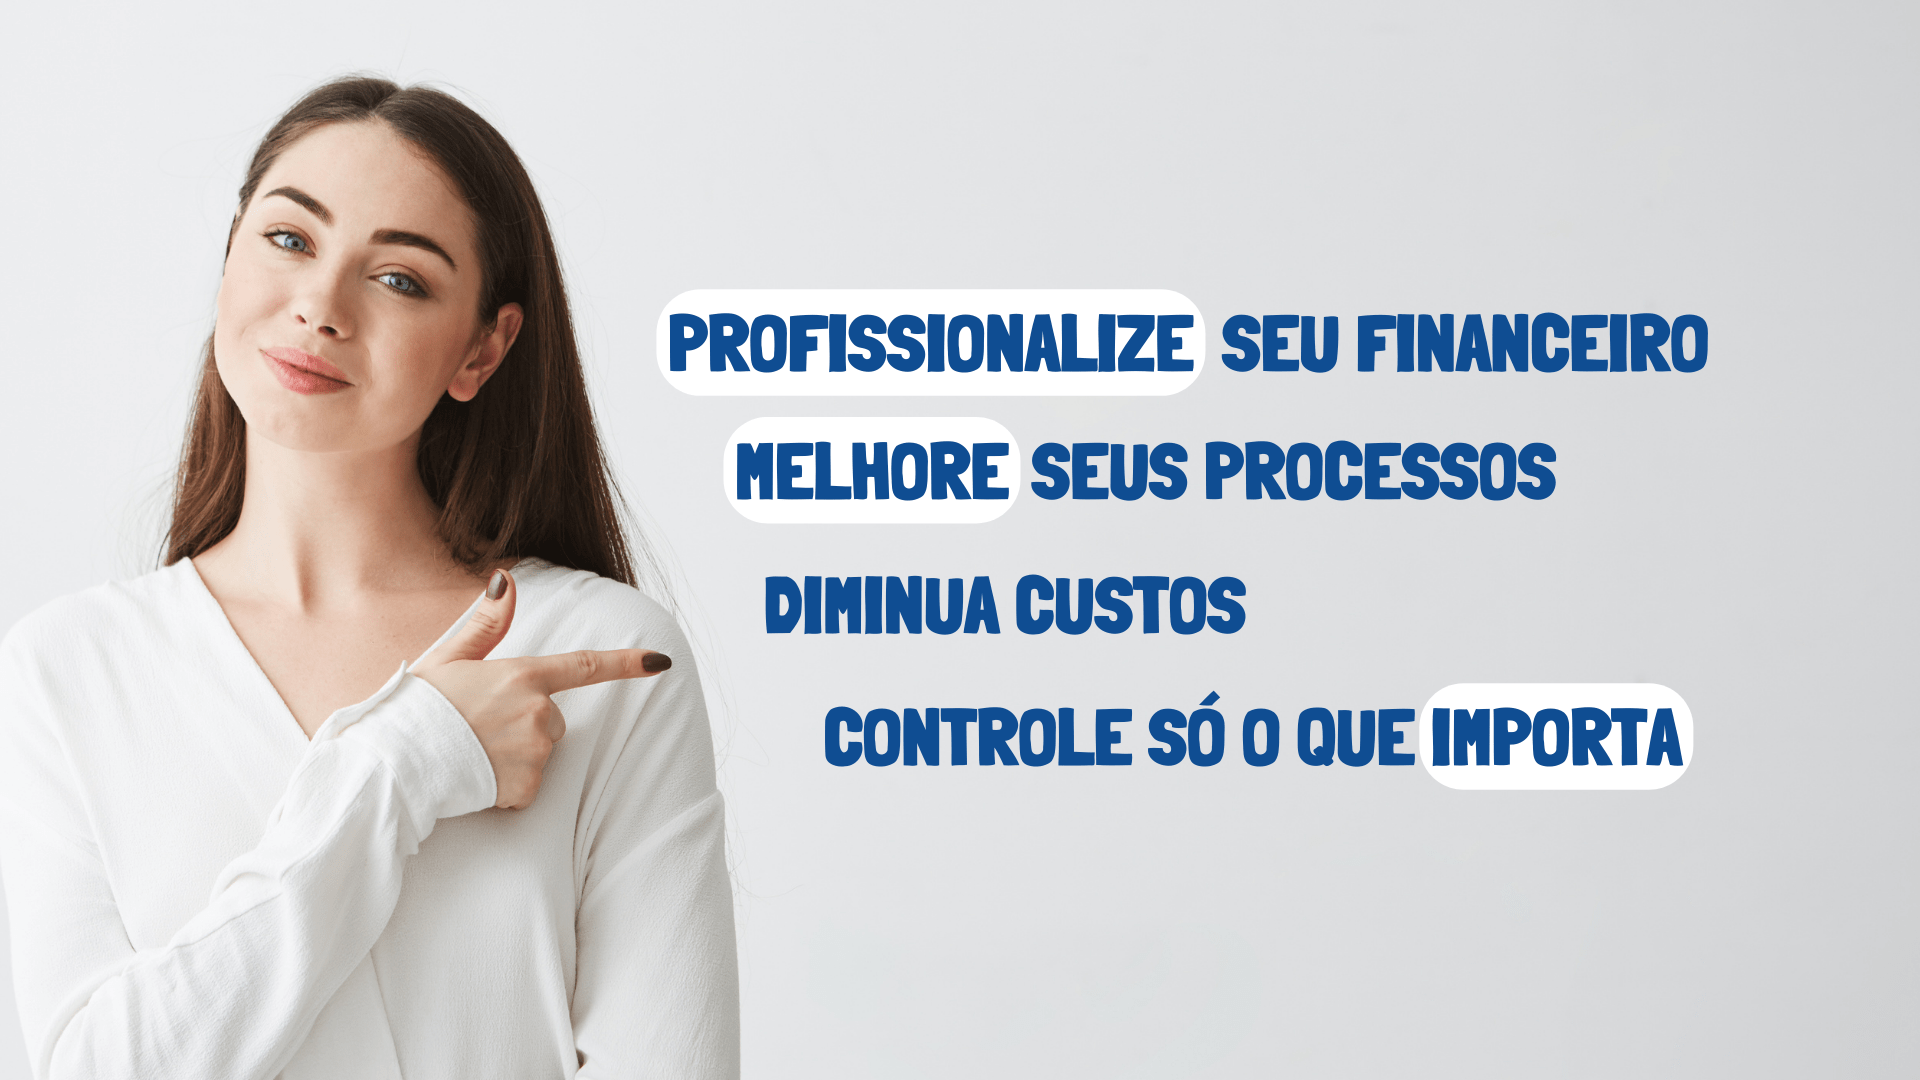 PROFISSIONALIZE SEU FINANCEIRO
MELHORE SEUS PROCESSOS
DIMINUA CUSTOS
CONTROLE SÓ O QUE IMPORTA